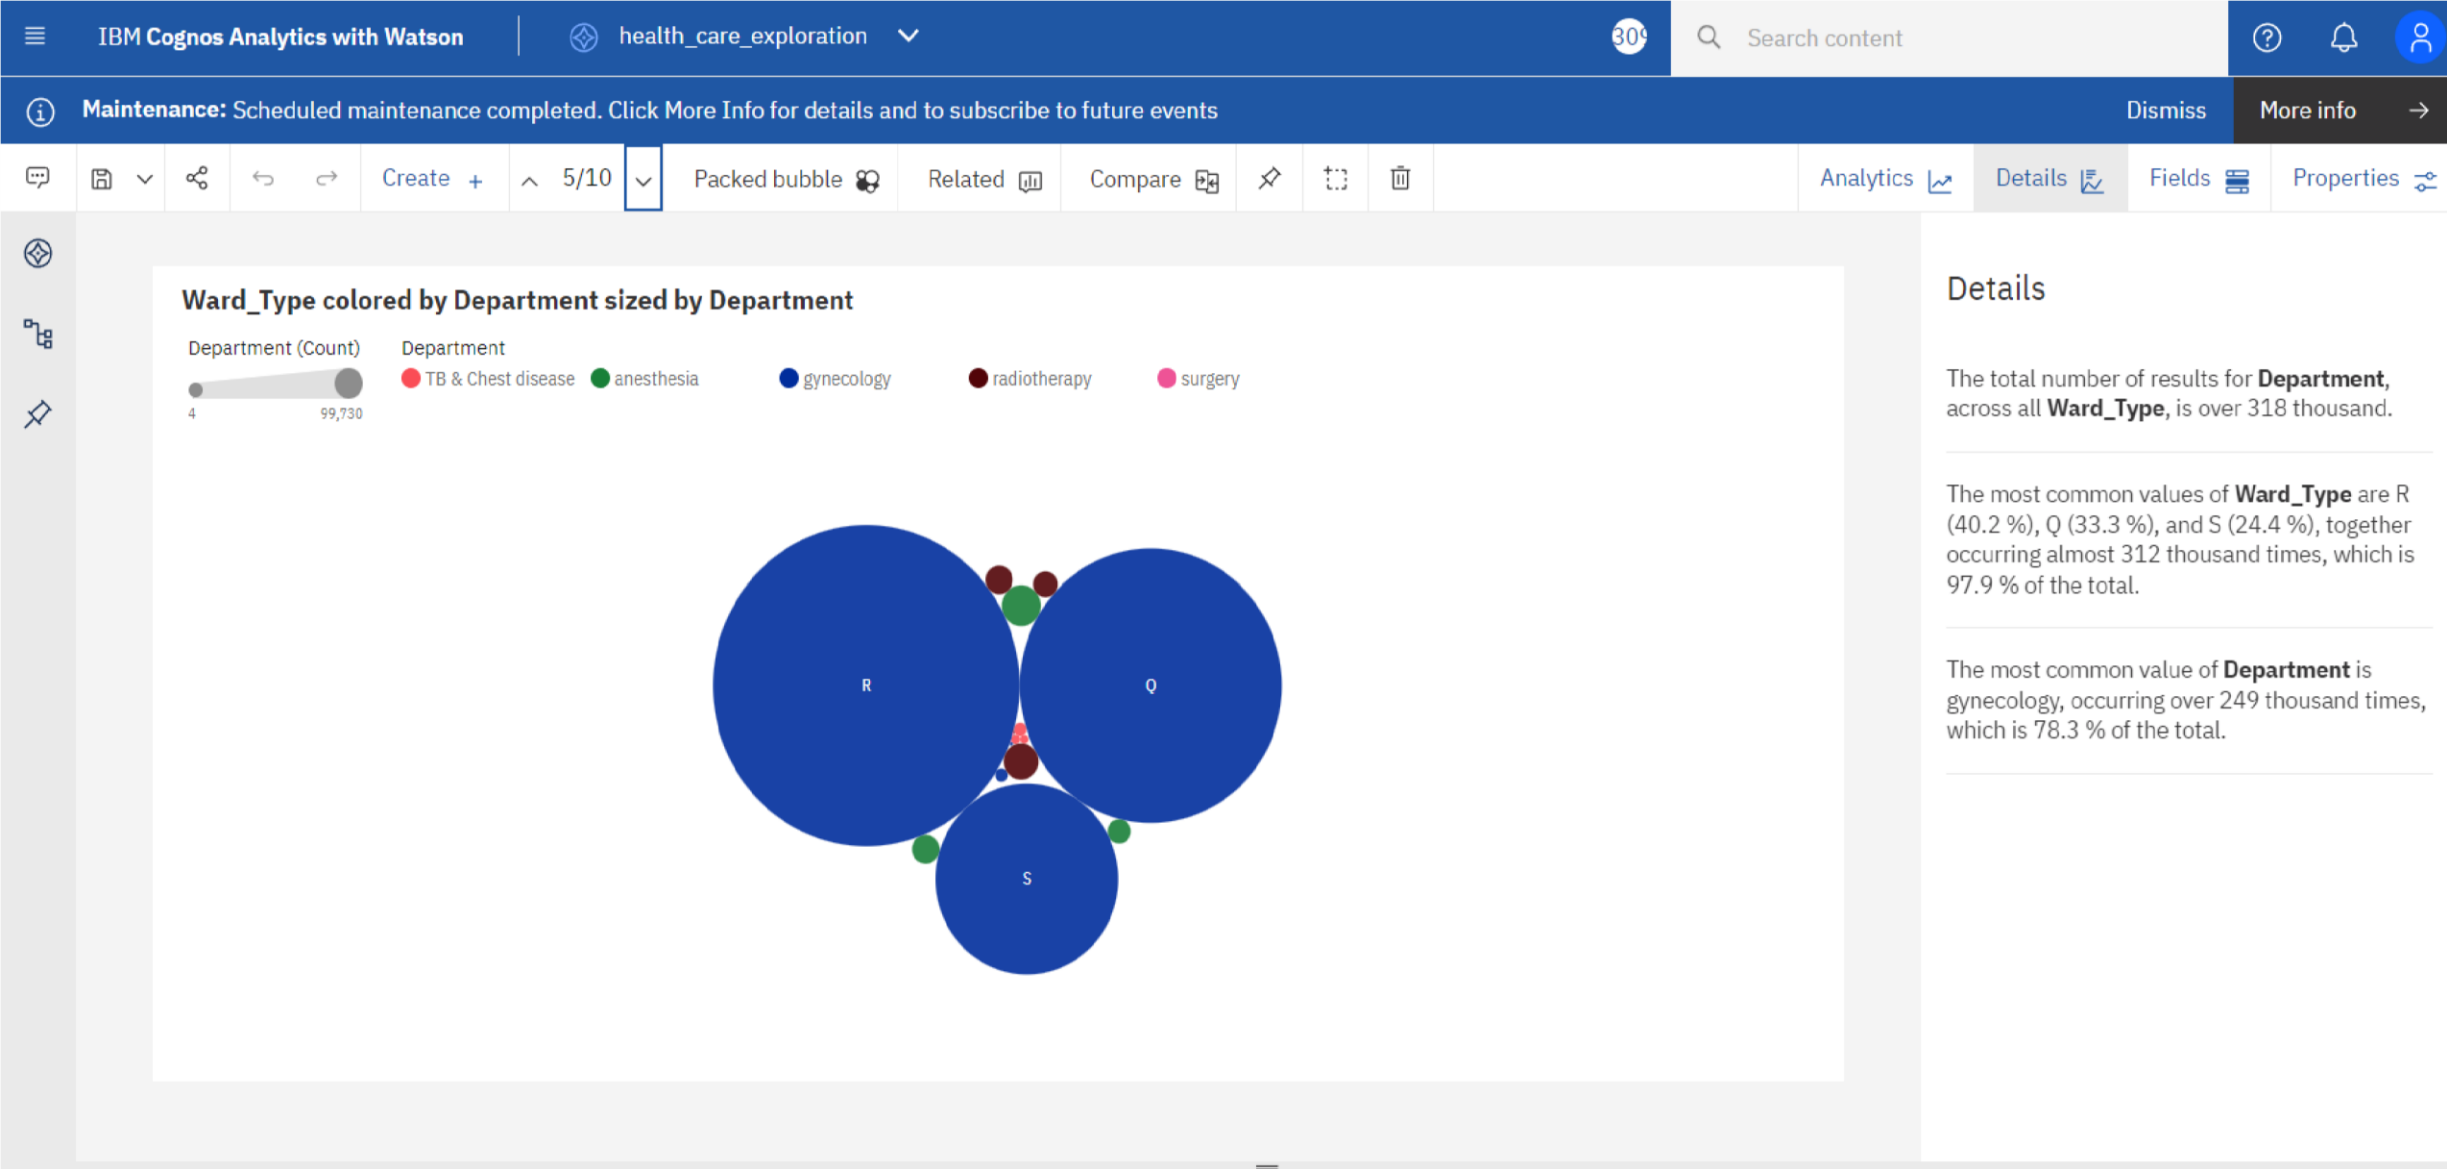 IBM Cognos Analytics with Watson
health_care_exploration
Search content
Maintenance: Scheduled maintenance completed. Click More Info for details and to subscribe to future events
Dismiss
More info
Create
5/10
Packed bubble
Related
Compare
Analytics
Details
Fields
Properties
Ward_Type colored by Department sized by Department
Department (Count)
4
99,730
Department
TB & Chest disease
anesthesia
gynecology
radiotherapy
surgery
R
Q
S
Details
The total number of results for Department,
across all Ward_Type, is over 318 thousand.
The most common values of Ward_Type are R
(40.2 %), Q (33.3 %), and S (24.4 %), together
occurring almost 312 thousand times, which is
97.9 % of the total.
The most common value of Department is
gynecology, occurring over 249 thousand times,
which is 78.3 % of the total.